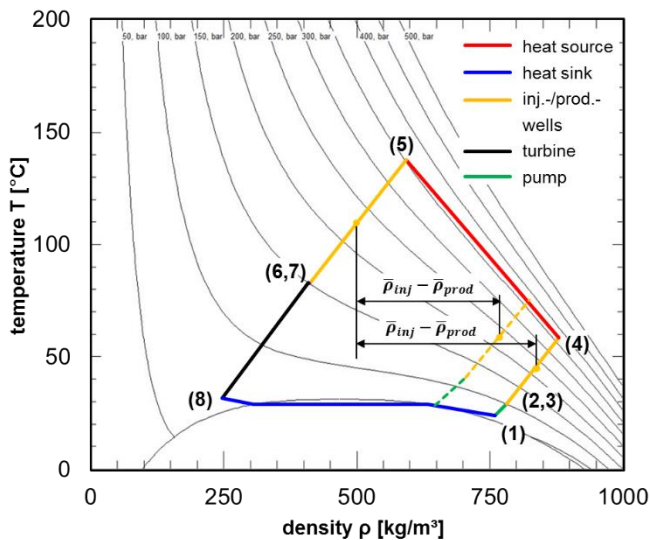 200
150
100
50
0
temperature T [°C]
50, bar
100, bar
150, bar
200, bar
250, bar
300, bar
400, bar
500, bar
heat source
heat sink
inj.-/prod.-
wells
turbine
pump
(5)
(6,7)
ρ̅inj − ρ̅prod
ρ̅inj − ρ̅prod
(4)
(8)
(2,3)
(1)
0
250
500
750
1000
density ρ [kg/m³]